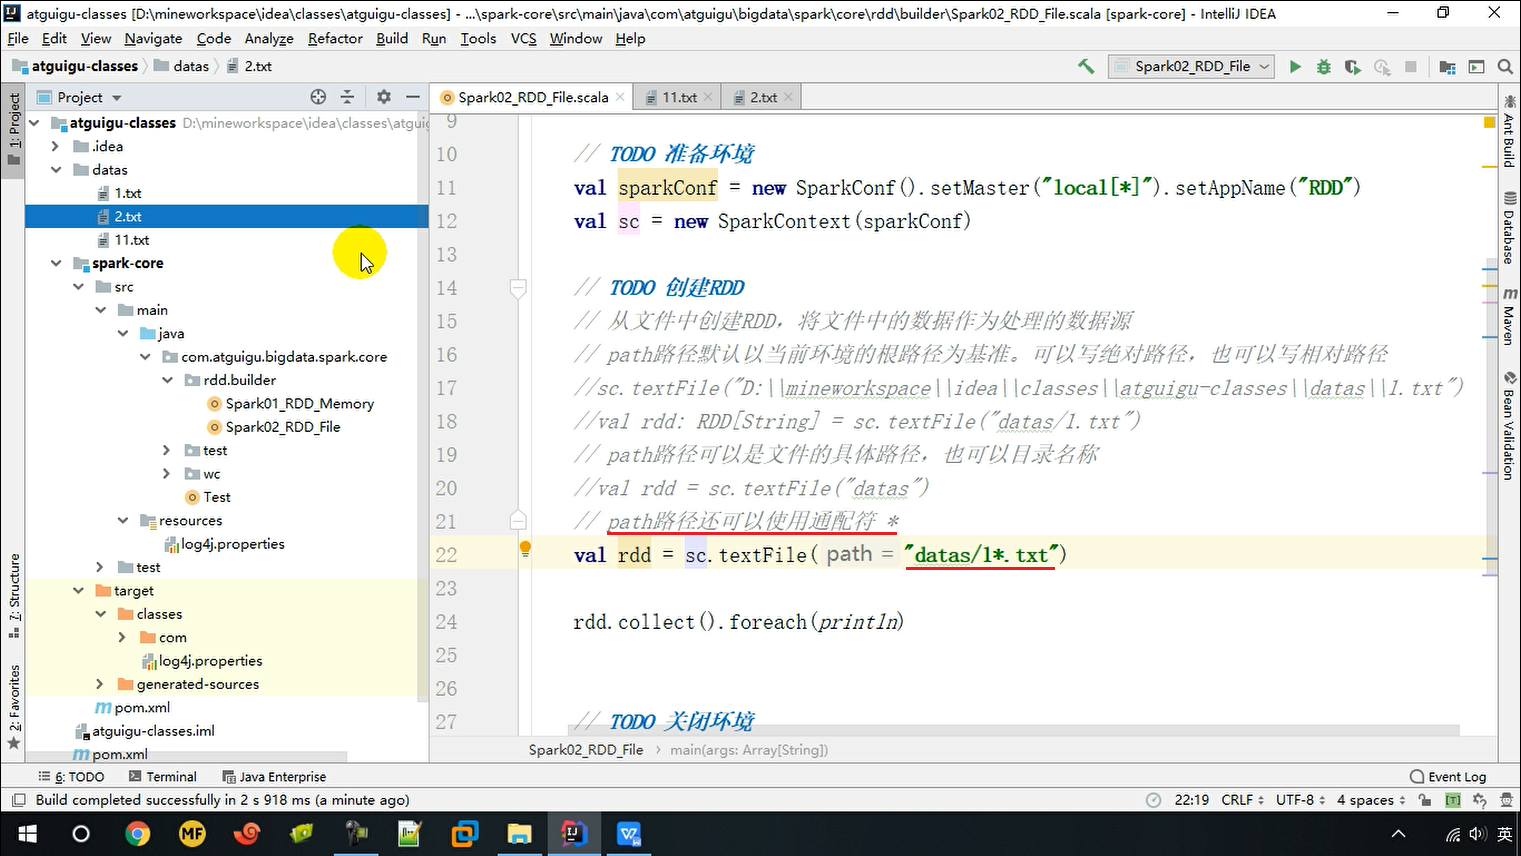 atguigu-classes [D:\mineworkspace\idea\classes\atguigu-classes] - ...\spark-core\src\main\java\com\atguigu\bigdata\spark\core\rdd\builder\Spark02_RDD_File.scala [spark-core] - IntelliJ IDEA
File Edit View Navigate Code Analyze Refactor Build Run Tools VCS Window Help
atguigu-classes datas 2.txt
Spark02_RDD_File
Project
Spark02_RDD_File.scala 11.txt 2.txt
1: Project
7: Structure
2: Favorites
atguigu-classes D:\mineworkspace\idea\classes\atguig
.idea
datas
1.txt
2.txt
11.txt
spark-core
src
main
java
com.atguigu.bigdata.spark.core
rdd.builder
Spark01_RDD_Memory
Spark02_RDD_File
test
wc
Test
resources
log4j.properties
test
target
classes
com
log4j.properties
generated-sources
pom.xml
atguigu-classes.iml
pom.xml
9
10 // TODO 准备环境
11 val sparkConf = new SparkConf().setMaster("local[*]").setAppName("RDD")
12 val sc = new SparkContext(sparkConf)
13
14 // TODO 创建RDD
15 // 从文件中创建RDD，将文件中的数据作为处理的数据源
16 // path路径默认以当前环境的根路径为基准。可以写绝对路径，也可以写相对路径
17 //sc.textFile("D:\\mineworkspace\\idea\\classes\\atguigu-classes\\datas\\1.txt")
18 //val rdd: RDD[String] = sc.textFile("datas/1.txt")
19 // path路径可以是文件的具体路径，也可以目录名称
20 //val rdd = sc.textFile("datas")
21 // path路径还可以使用通配符 *
22 val rdd = sc.textFile( path = "datas/1*.txt")
23
24 rdd.collect().foreach(println)
25
26
27 // TODO 关闭环境
Spark02_RDD_File main(args: Array[String])
Ant Build
Database
Maven
Bean Validation
6: TODO Terminal Java Enterprise Event Log
Build completed successfully in 2 s 918 ms (a minute ago) 22:19 CRLF UTF-8 4 spaces
MF
英